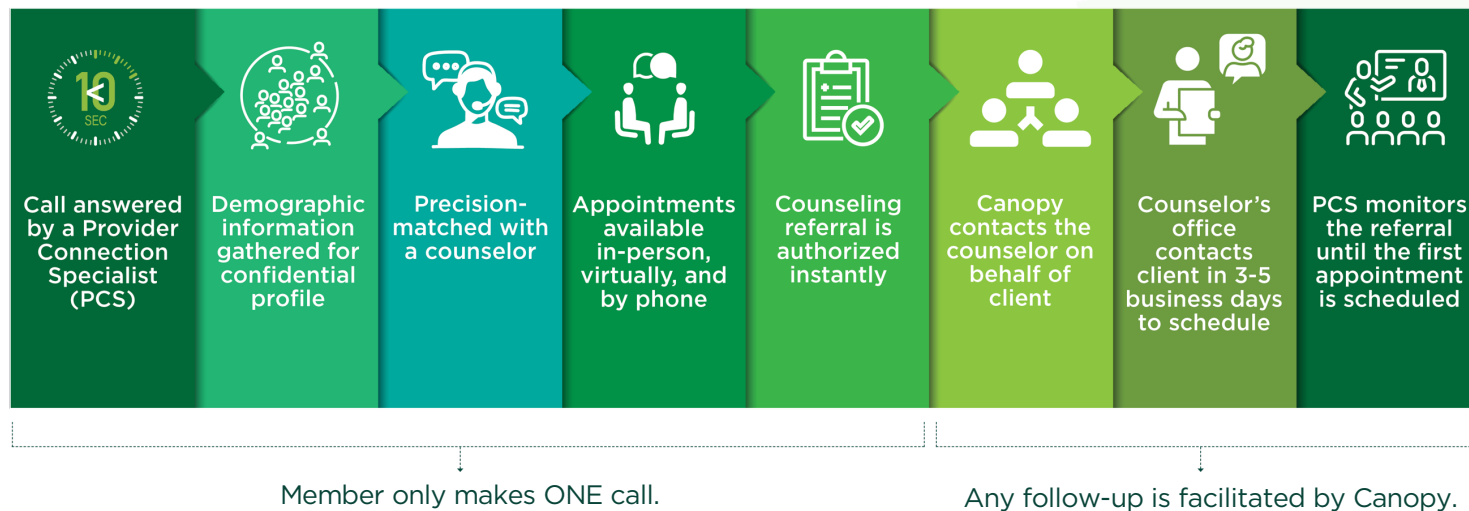 <10
SEC
Call answered
by a Provider
Connection
Specialist
(PCS)
Demographic
information
gathered for
confidential
profile
Precision-
matched with
a counselor
Appointments
available
in-person,
virtually, and
by phone
Counseling
referral is
authorized
instantly
Canopy
contacts the
counselor on
behalf of
client
Counselor's
office
contacts
client in 3-5
business days
to schedule
PCS monitors
the referral
until the first
appointment
is scheduled
Member only makes ONE call.
Any follow-up is facilitated by Canopy.